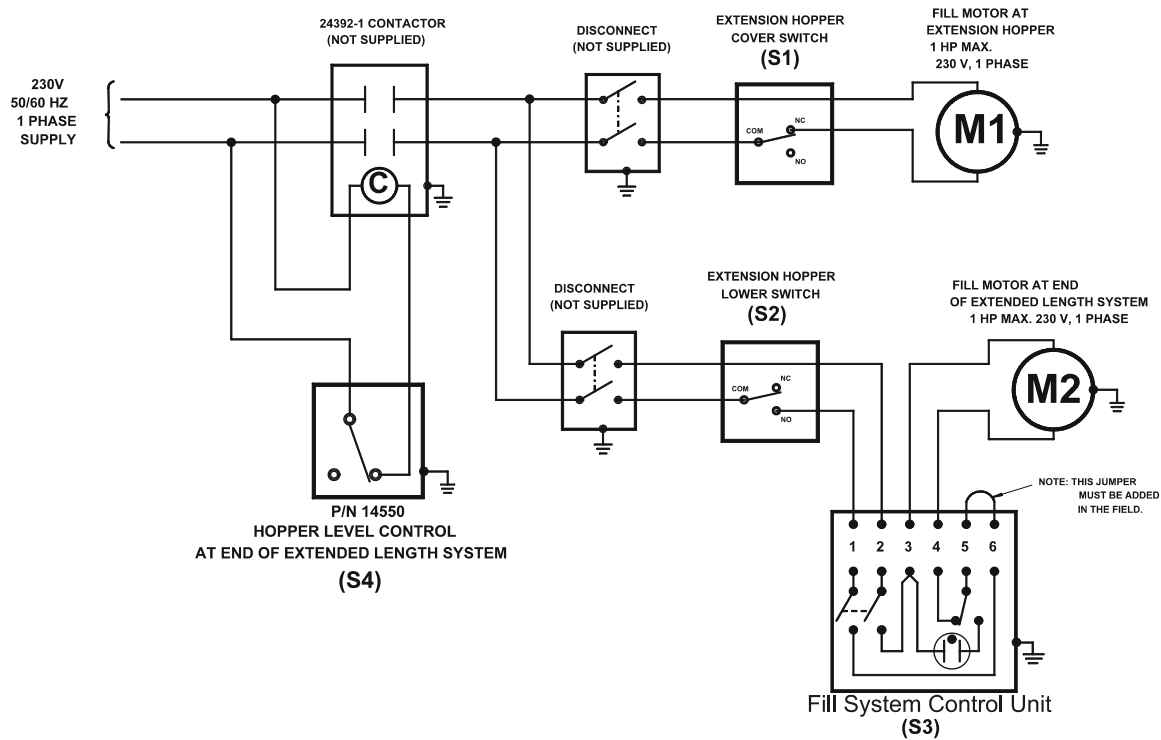 24392-1 CONTACTOR
(NOT SUPPLIED)
DISCONNECT
(NOT SUPPLIED)
EXTENSION HOPPER
COVER SWITCH
(S1)
FILL MOTOR AT
EXTENSION HOPPER
1 HP MAX.
230 V, 1 PHASE
230V
50/60 HZ
1 PHASE
SUPPLY
COM
NC
NO
M1
C
DISCONNECT
(NOT SUPPLIED)
EXTENSION HOPPER
LOWER SWITCH
(S2)
FILL MOTOR AT END
OF EXTENDED LENGTH SYSTEM
1 HP MAX. 230 V, 1 PHASE
COM
NC
NO
M2
P/N 14550
HOPPER LEVEL CONTROL
AT END OF EXTENDED LENGTH SYSTEM
(S4)
NOTE: THIS JUMPER
MUST BE ADDED
IN THE FIELD.
1 2 3 4 5 6
Fill System Control Unit
(S3)